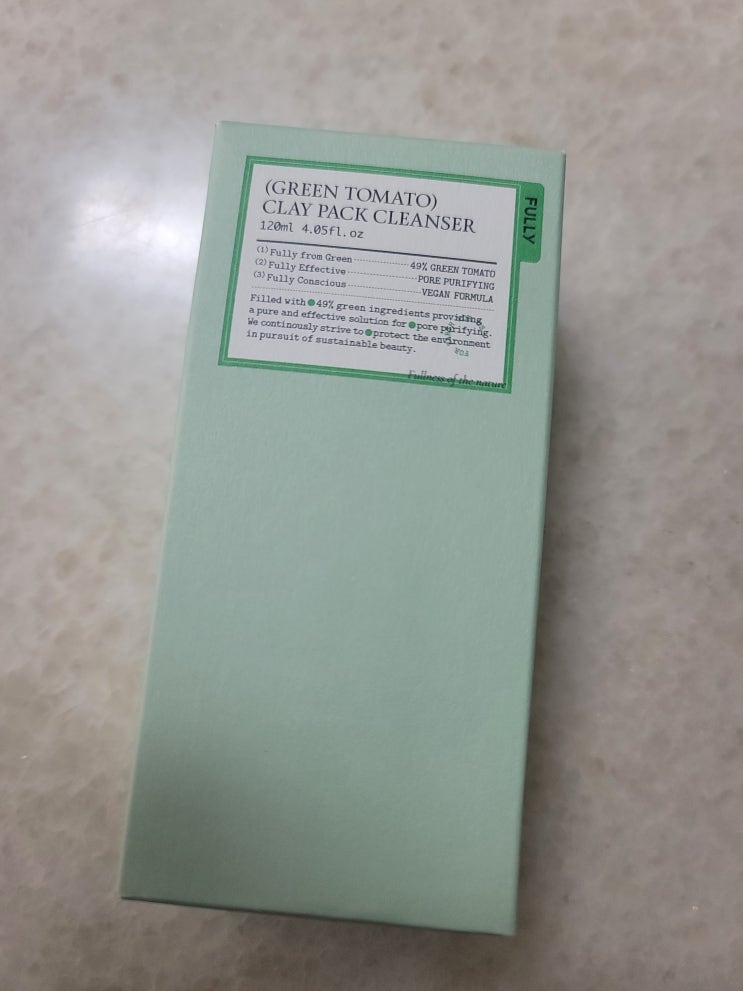 (GREEN TOMATO)
CLAY PACK CLEANSER
120ml 4.05fl.oz
FULLY
(1) Fully from Green 49% GREEN TOMATO
(2) Fully Effective PORE PURIFYING
(3) Fully Conscious VEGAN FORMULA
Filled with 49% green ingredients providing
a pure and effective solution for pore purifying.
We continously strive to protect the environment
in pursuit of sustainable beauty.
Fullness of the nature